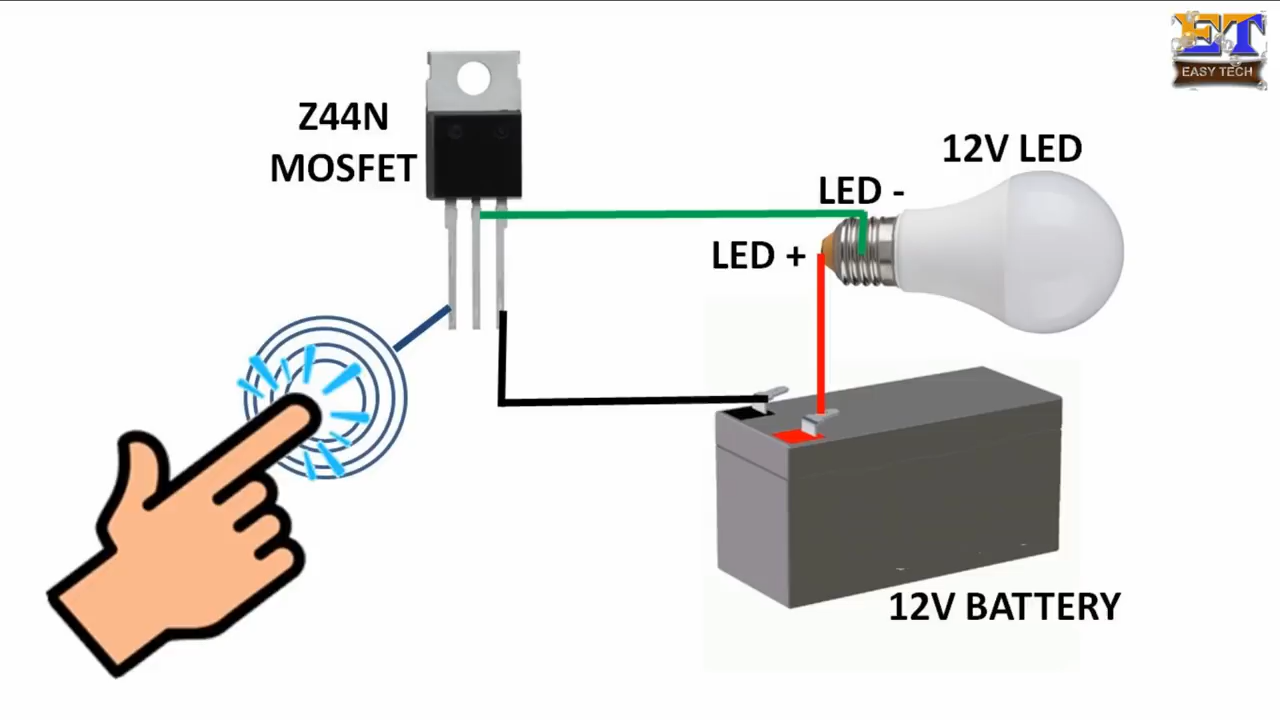 ET
EASY TECH
Z44N
MOSFET
12V LED
LED -
LED +
12V BATTERY